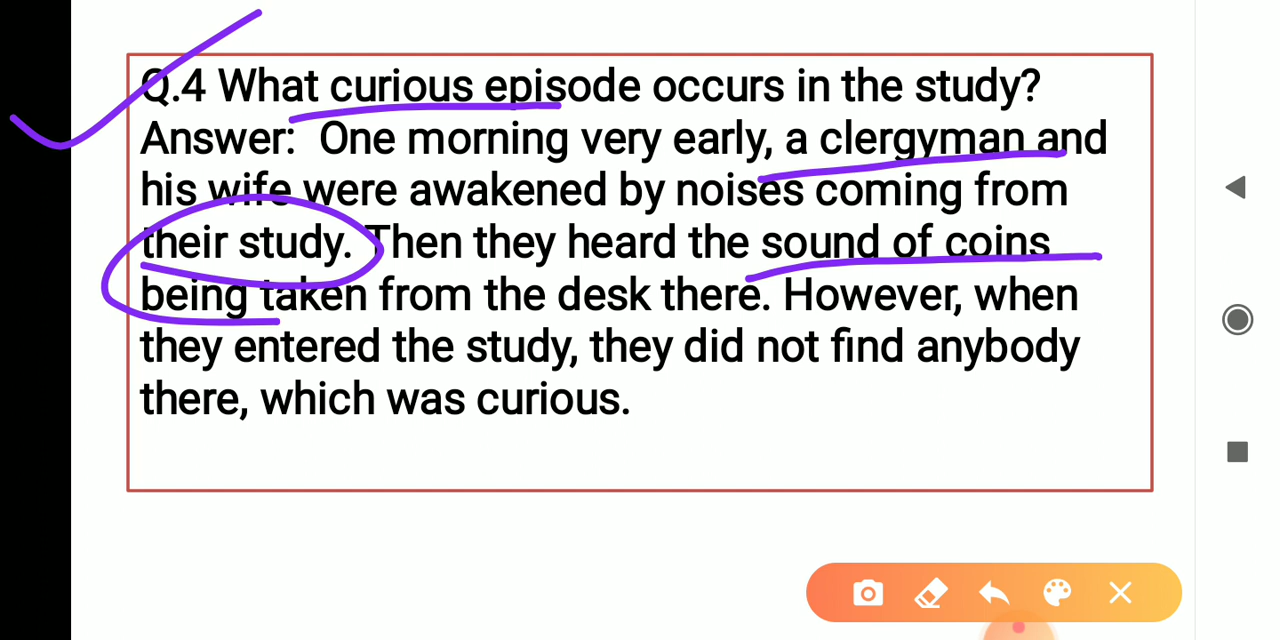 Q.4 What curious episode occurs in the study?
Answer: One morning very early, a clergyman and
his wife were awakened by noises coming from
their study. Then they heard the sound of coins
being taken from the desk there. However, when
they entered the study, they did not find anybody
there, which was curious.